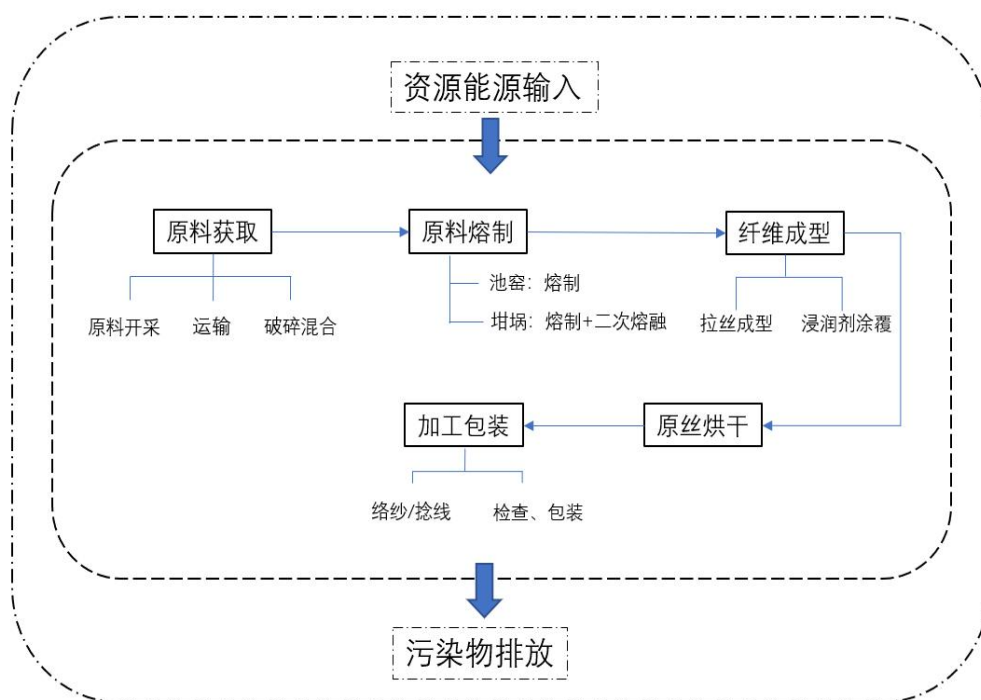 资源能源输入
原料获取
原料熔制
纤维成型
池窑：熔制
坩埚：熔制+二次熔融
原料开采
运输
破碎混合
拉丝成型
浸润剂涂覆
加工包装
原丝烘干
络纱/捻线
检查、包装
污染物排放